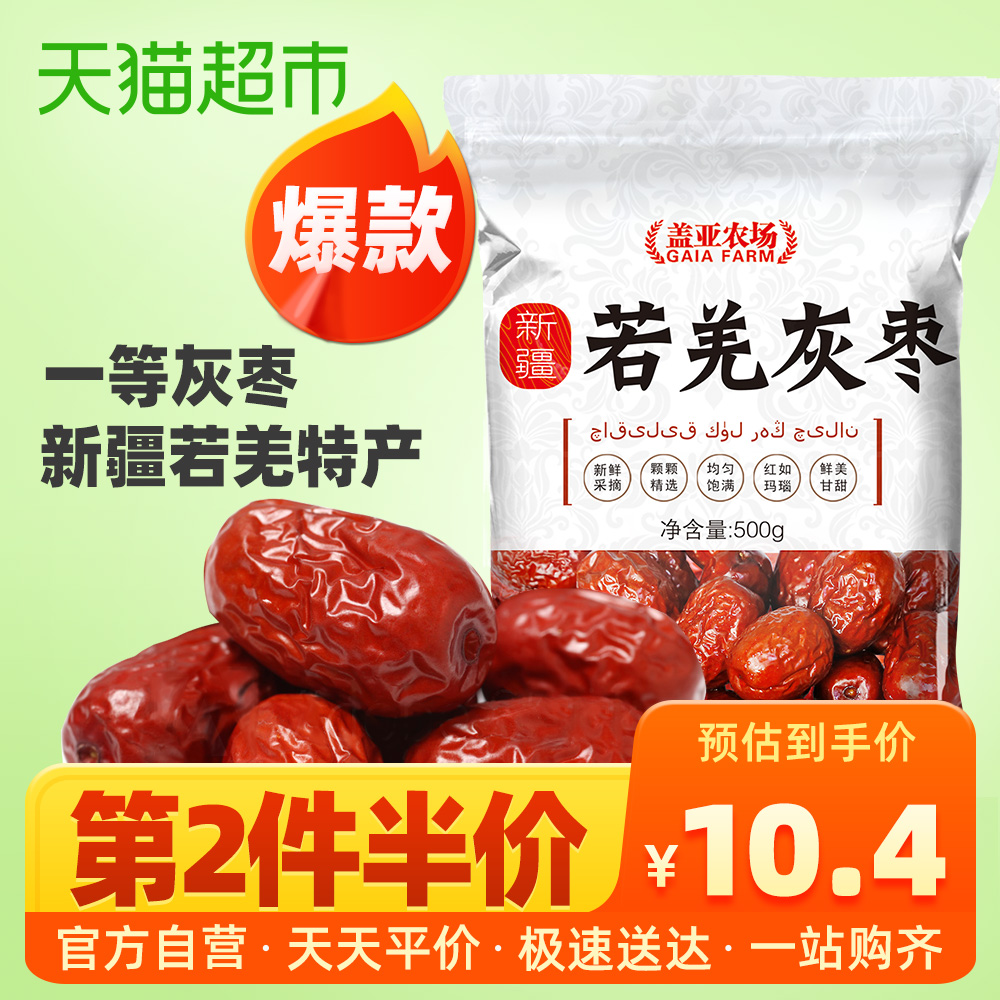 天猫超市
爆款
一等灰枣
新疆若羌特产
盖亚农场
GAIA FARM
新疆
若羌灰枣
چاقىلىق كۈل رەڭ چىلان
新鲜采摘
颗颗精选
均匀饱满
红如玛瑙
鲜美甘甜
净含量:500g
预估到手价
第2件半价
¥10.4
官方自营·天天平价·极速送达·一站购齐